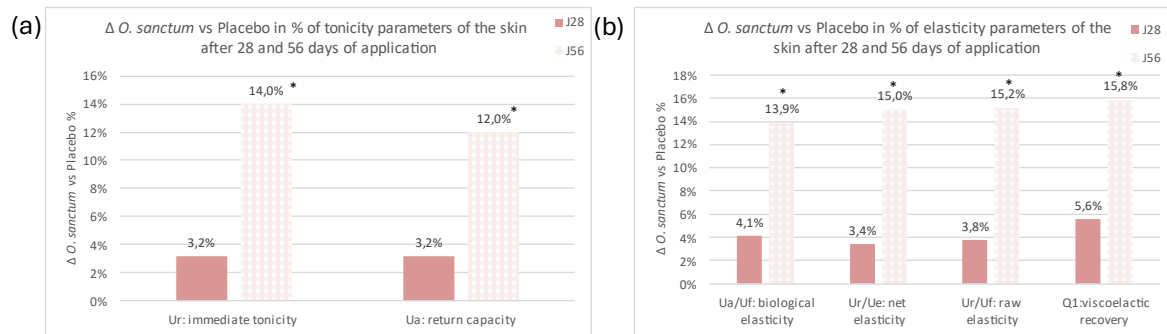 (a)
Δ O. sanctum vs Placebo in % of tonicity parameters of the skin
after 28 and 56 days of application
J28
J56
Δ O. sanctum vs Placebo %
16%
14%
12%
10%
8%
6%
4%
2%
0%
3,2%
14,0% *
3,2%
12,0% *
Ur: immediate tonicity
Ua: return capacity
(b)
Δ O. sanctum vs Placebo in % of elasticity parameters of the
skin after 28 and 56 days of application
J28
J56
Δ O. sanctum vs Placebo %
18%
16%
14%
12%
10%
8%
6%
4%
2%
0%
4,1%
*
13,9%
3,4%
*
15,0%
3,8%
*
15,2%
5,6%
*
15,8%
Ua/Uf: biological
elasticity
Ur/Ue: net
elasticity
Ur/Uf: raw
elasticity
Q1:viscoelactic
recovery